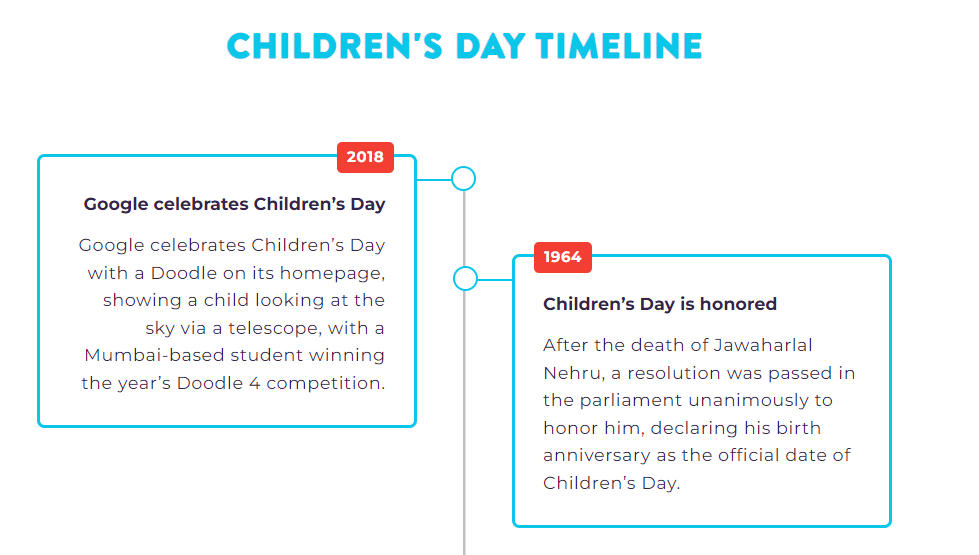 CHILDREN'S DAY TIMELINE
2018
Google celebrates Children’s Day
Google celebrates Children’s Day
with a Doodle on its homepage,
showing a child looking at the
sky via a telescope, with a
Mumbai-based student winning
the year’s Doodle 4 competition.
1964
Children’s Day is honored
After the death of Jawaharlal
Nehru, a resolution was passed in
the parliament unanimously to
honor him, declaring his birth
anniversary as the official date of
Children’s Day.